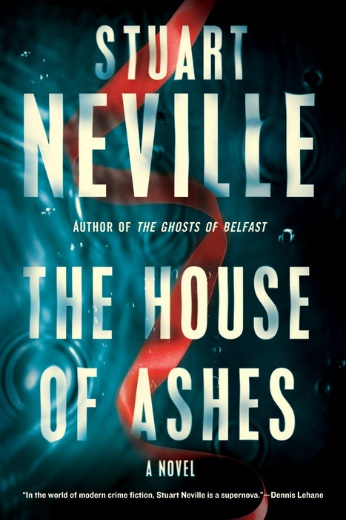 STUART
NEVILLE
AUTHOR OF THE GHOSTS OF BELFAST
THE HOUSE
OF ASHES
A NOVEL
"In the world of modern crime fiction, Stuart Neville is a supernova."—Dennis Lehane